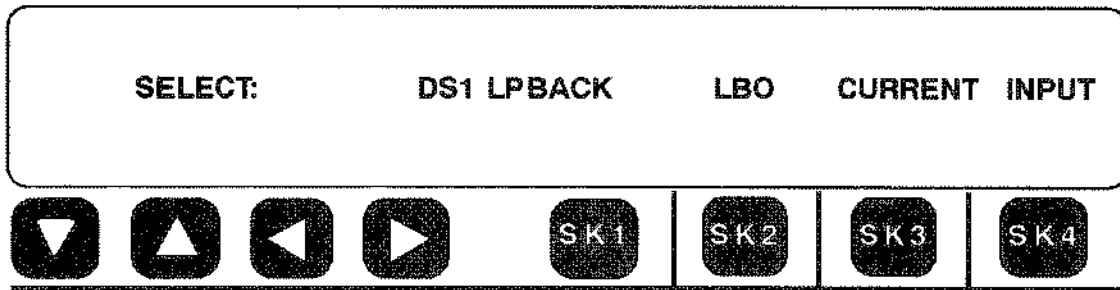 SELECT: DS1 LPBACK LBO CURRENT INPUT
SK1 SK2 SK3 SK4